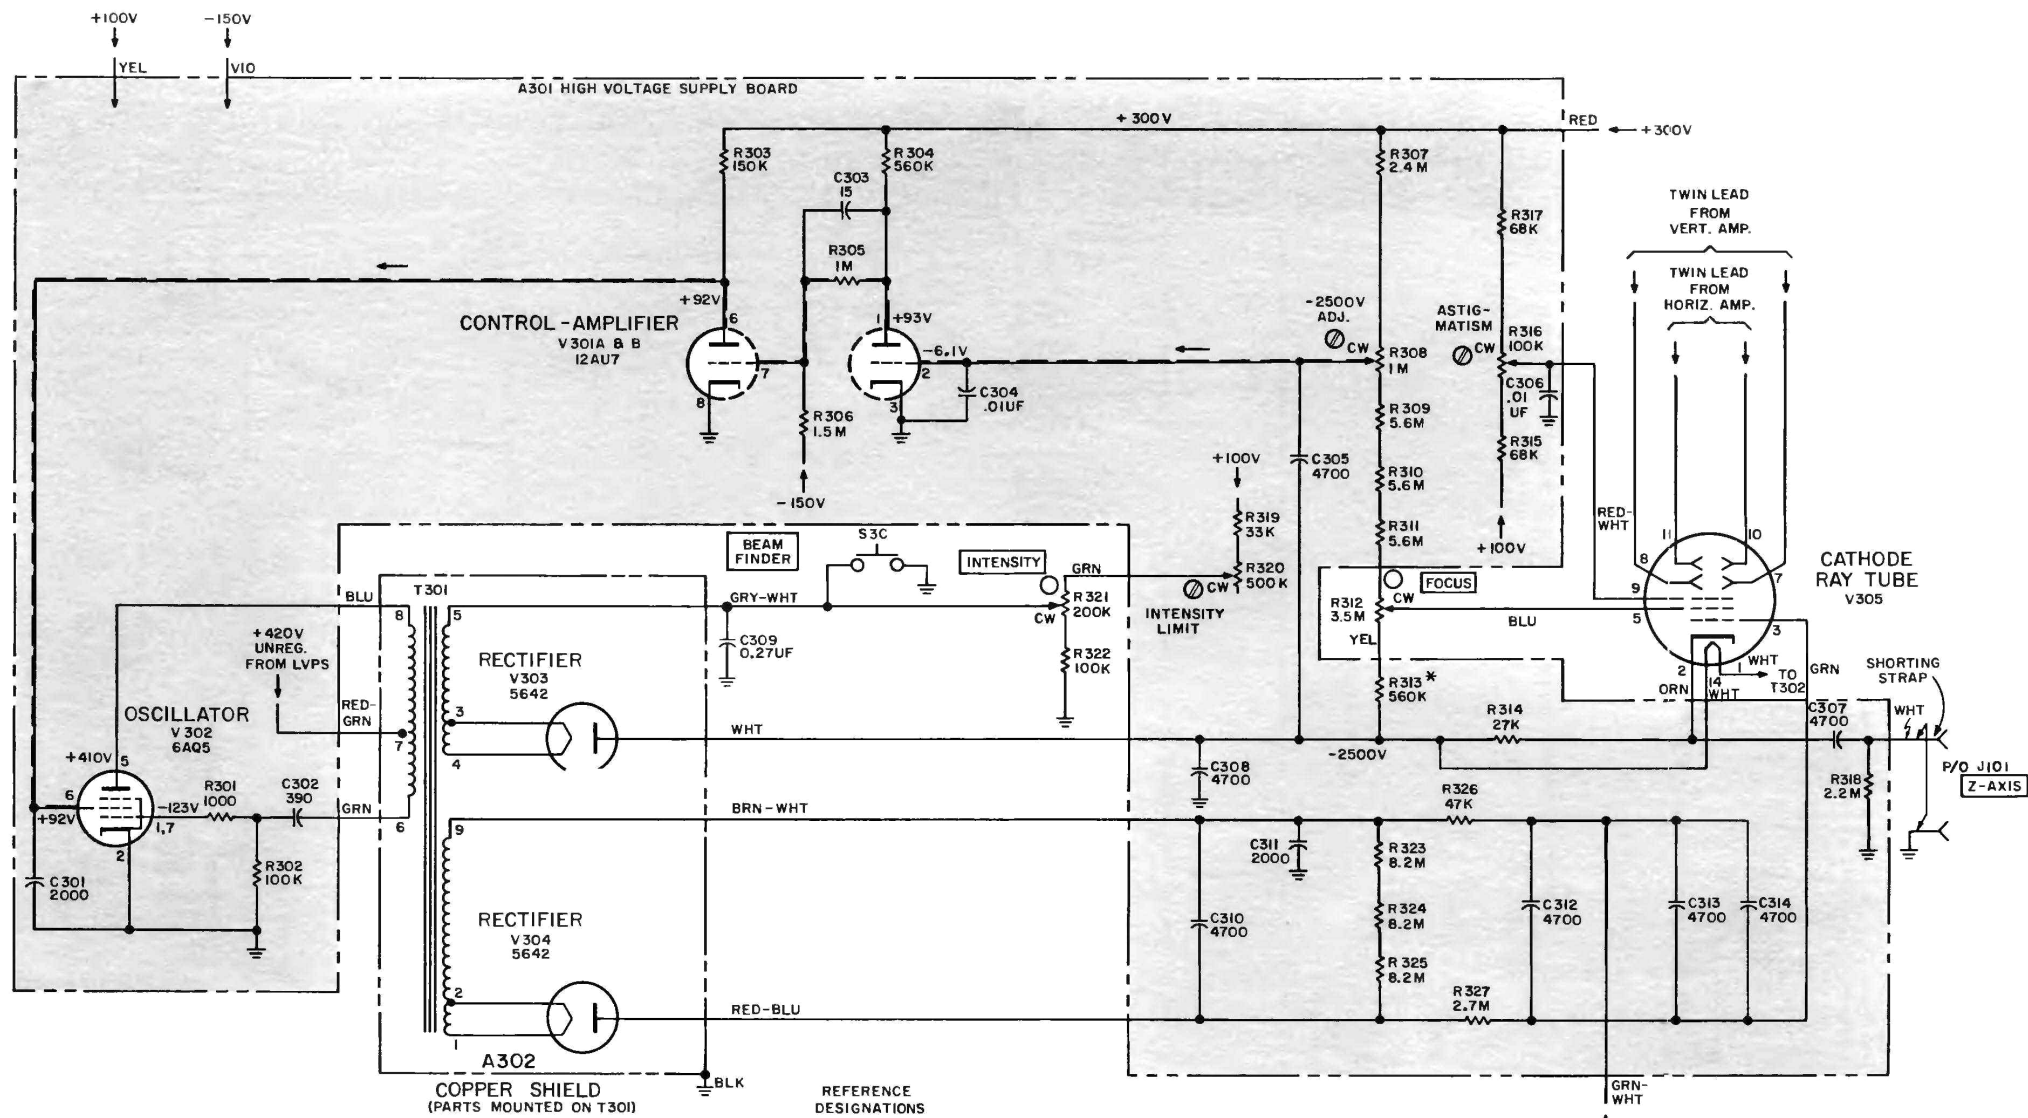 +100V
-150V
YEL
VIO
A301 HIGH VOLTAGE SUPPLY BOARD
+300V
RED
+300V
R303
150K
R304
560K
C303
15
R305
1M
R307
2.4M
R317
68K
TWIN LEAD
FROM
VERT. AMP.
TWIN LEAD
FROM
HORIZ. AMP.
+92V
6
CONTROL-AMPLIFIER
V301A & B
12AU7
7
8
1
+93V
-6.1V
2
3
C304
.01UF
R306
1.5M
-150V
-2500V
ADJ.
CW
R308
1M
ASTIG-
MATISM
CW
R316
100K
C306
.01
UF
R309
5.6M
R315
68K
+100V
C305
4700
R310
5.6M
R319
33K
R311
5.6M
+100V
RED-
WHT
11
10
8
7
9
5
3
2
1
14
CATHODE
RAY TUBE
V305
BEAM
FINDER
S3C
INTENSITY
GRN
CW
R320
500K
INTENSITY
LIMIT
CW
FOCUS
R312
3.5M
YEL
BLU
T301
BLU
8
5
GRY-WHT
CW
R321
200K
+420V
UNREG.
FROM LVPS
C309
0.27UF
R322
100K
RECTIFIER
V303
5642
WHT
TO
T302
GRN
ORN
WHT
SHORTING
STRAP
R313*
560K
RED-
GRN
7
3
4
WHT
OSCILLATOR
V302
6AQ5
+410V
5
R314
27K
-2500V
C307
4700
WHT
P/O J101
Z-AXIS
R318
2.2M
C308
4700
R301
1000
C302
390
GRN
6
6
+92V
-123V
1,7
2
9
BRN-WHT
R326
47K
C301
2000
R302
100K
C311
2000
R323
8.2M
RECTIFIER
V304
5642
C310
4700
R324
8.2M
C312
4700
C313
4700
C314
4700
R325
8.2M
2
1
RED-BLU
R327
2.7M
A302
COPPER SHIELD
(PARTS MOUNTED ON T301)
BLK
REFERENCE
DESIGNATIONS
GRN-
WHT